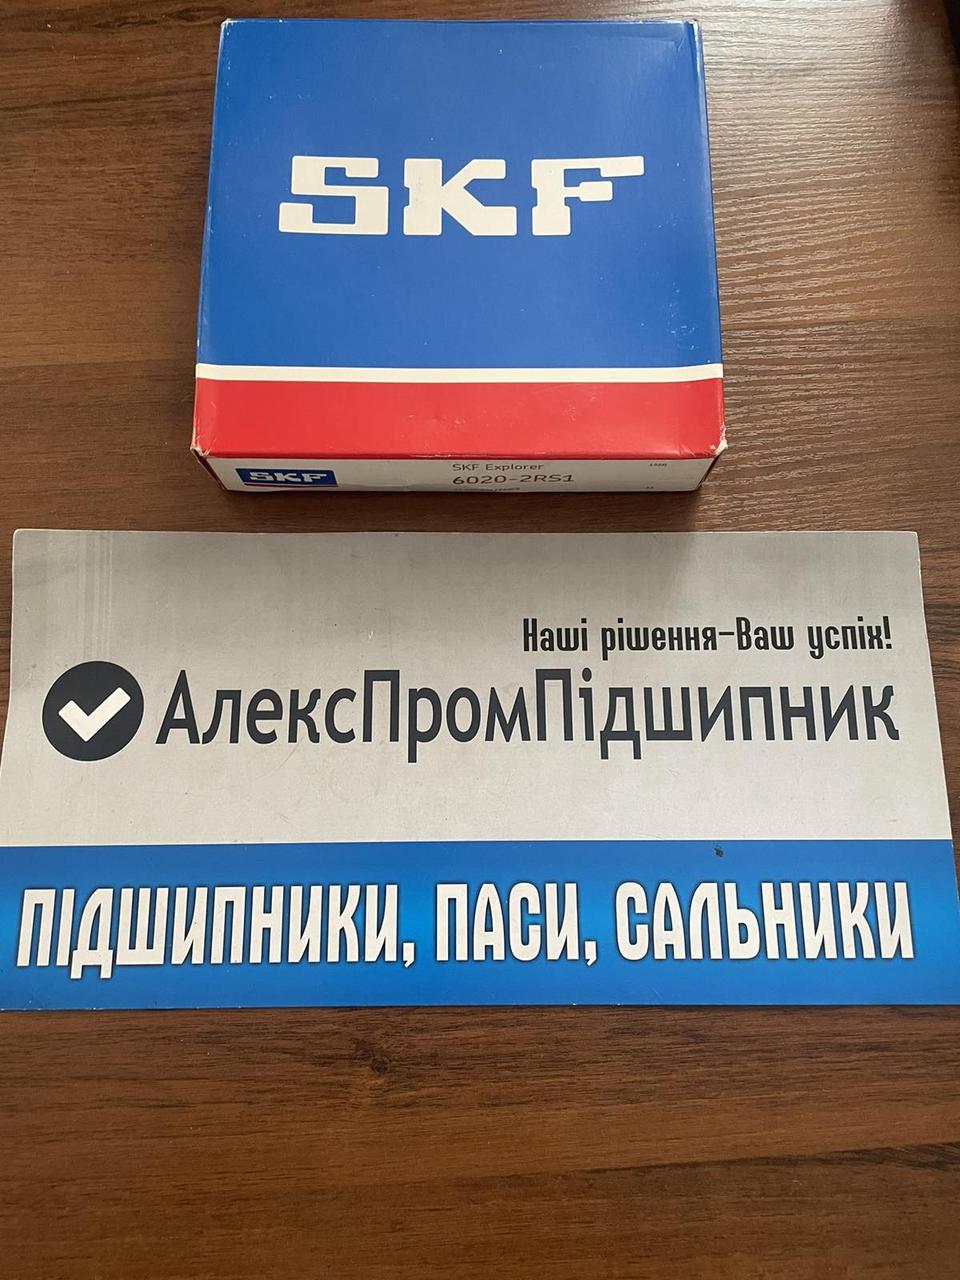 SKF
SKF
SKF Explorer
6020-2RS1
Наші рішення-Ваш успіх!
АлексПромПідшипник
ПІДШИПНИКИ, ПАСИ, САЛЬНИКИ